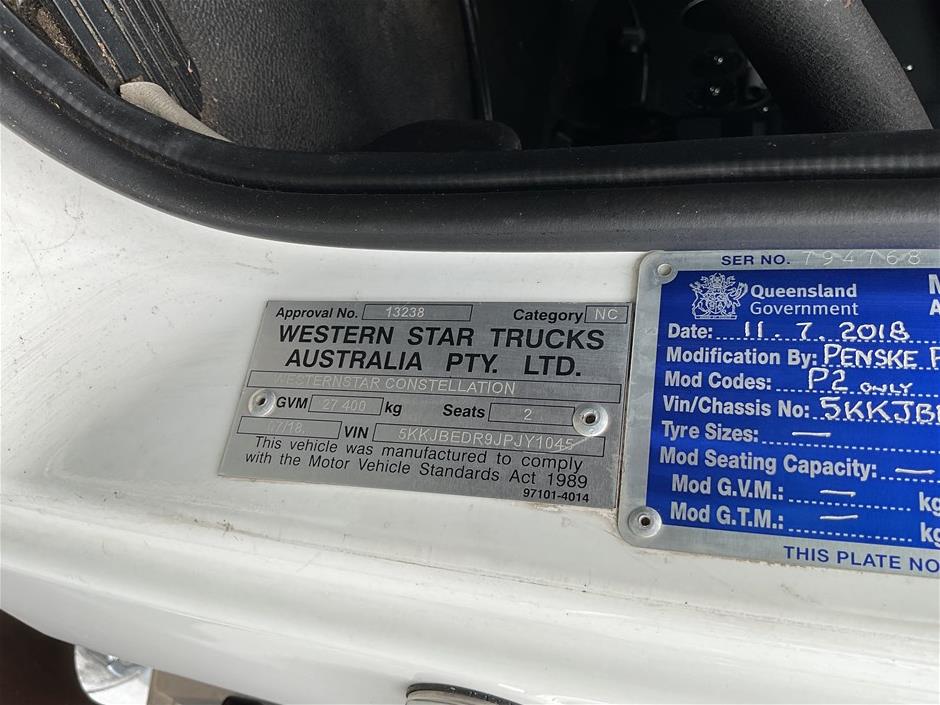 Approval No. 13238 Category NC
WESTERN STAR TRUCKS
AUSTRALIA PTY. LTD.
WESTERNSTAR CONSTELLATION
GVM 27 400 kg Seats 2
07/18. VIN 5KKJBEDR9JPJY1045
This vehicle was manufactured to comply
with the Motor Vehicle Standards Act 1989
97101-4014
SER NO. 794768
Queensland
Government
Date: 11.7.2018
Modification By: PENSKE P
Mod Codes: P2 ONLY
Vin/Chassis No: 5KKJB
Tyre Sizes: —
Mod Seating Capacity: —
Mod G.V.M.: — kg
Mod G.T.M.: — kg
THIS PLATE NO